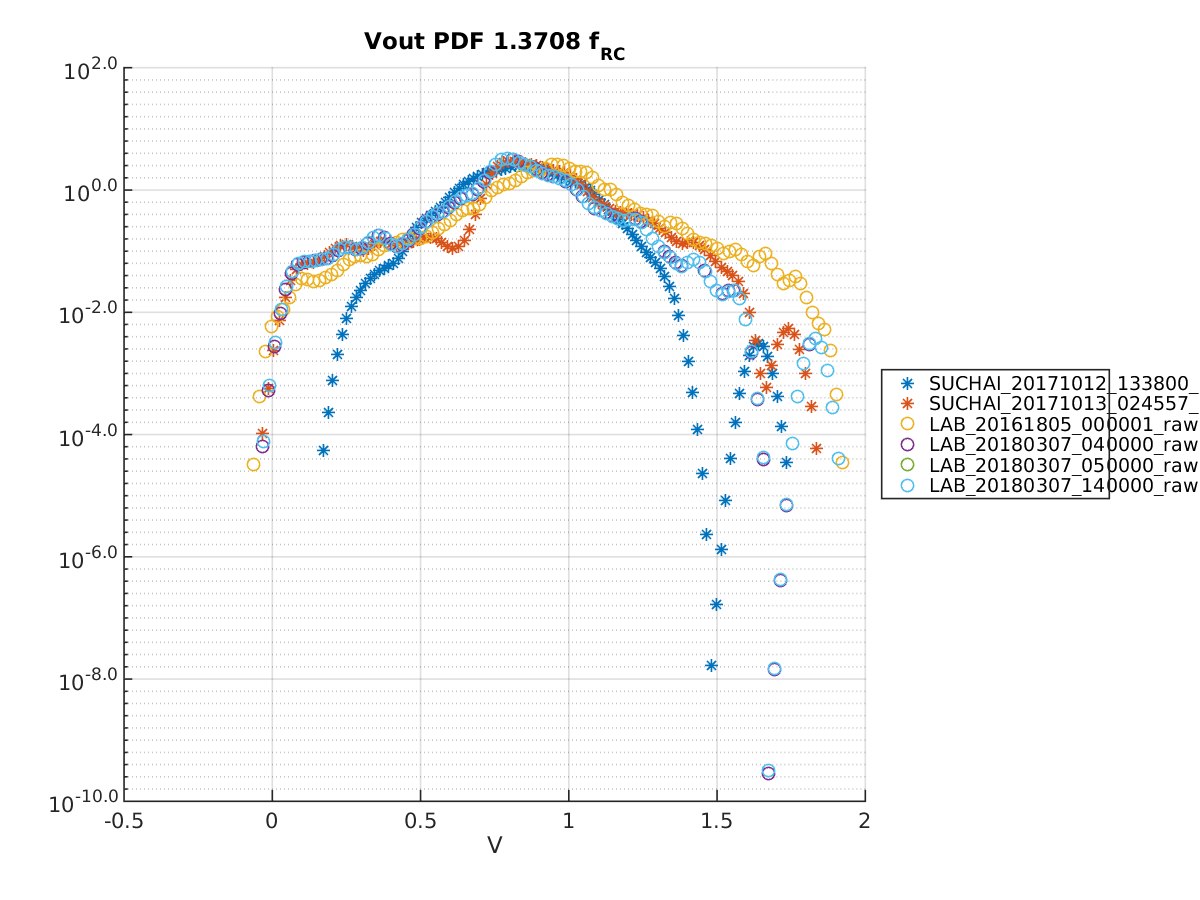 Vout PDF 1.3708 f_RC
10^2.0
10^0.0
10^-2.0
10^-4.0
10^-6.0
10^-8.0
10^-10.0
-0.5 0 0.5 1 1.5 2
V
SUCHAI_20171012_133800_
SUCHAI_20171013_024557_
LAB_20161805_000001_raw
LAB_20180307_040000_raw
LAB_20180307_050000_raw
LAB_20180307_140000_raw